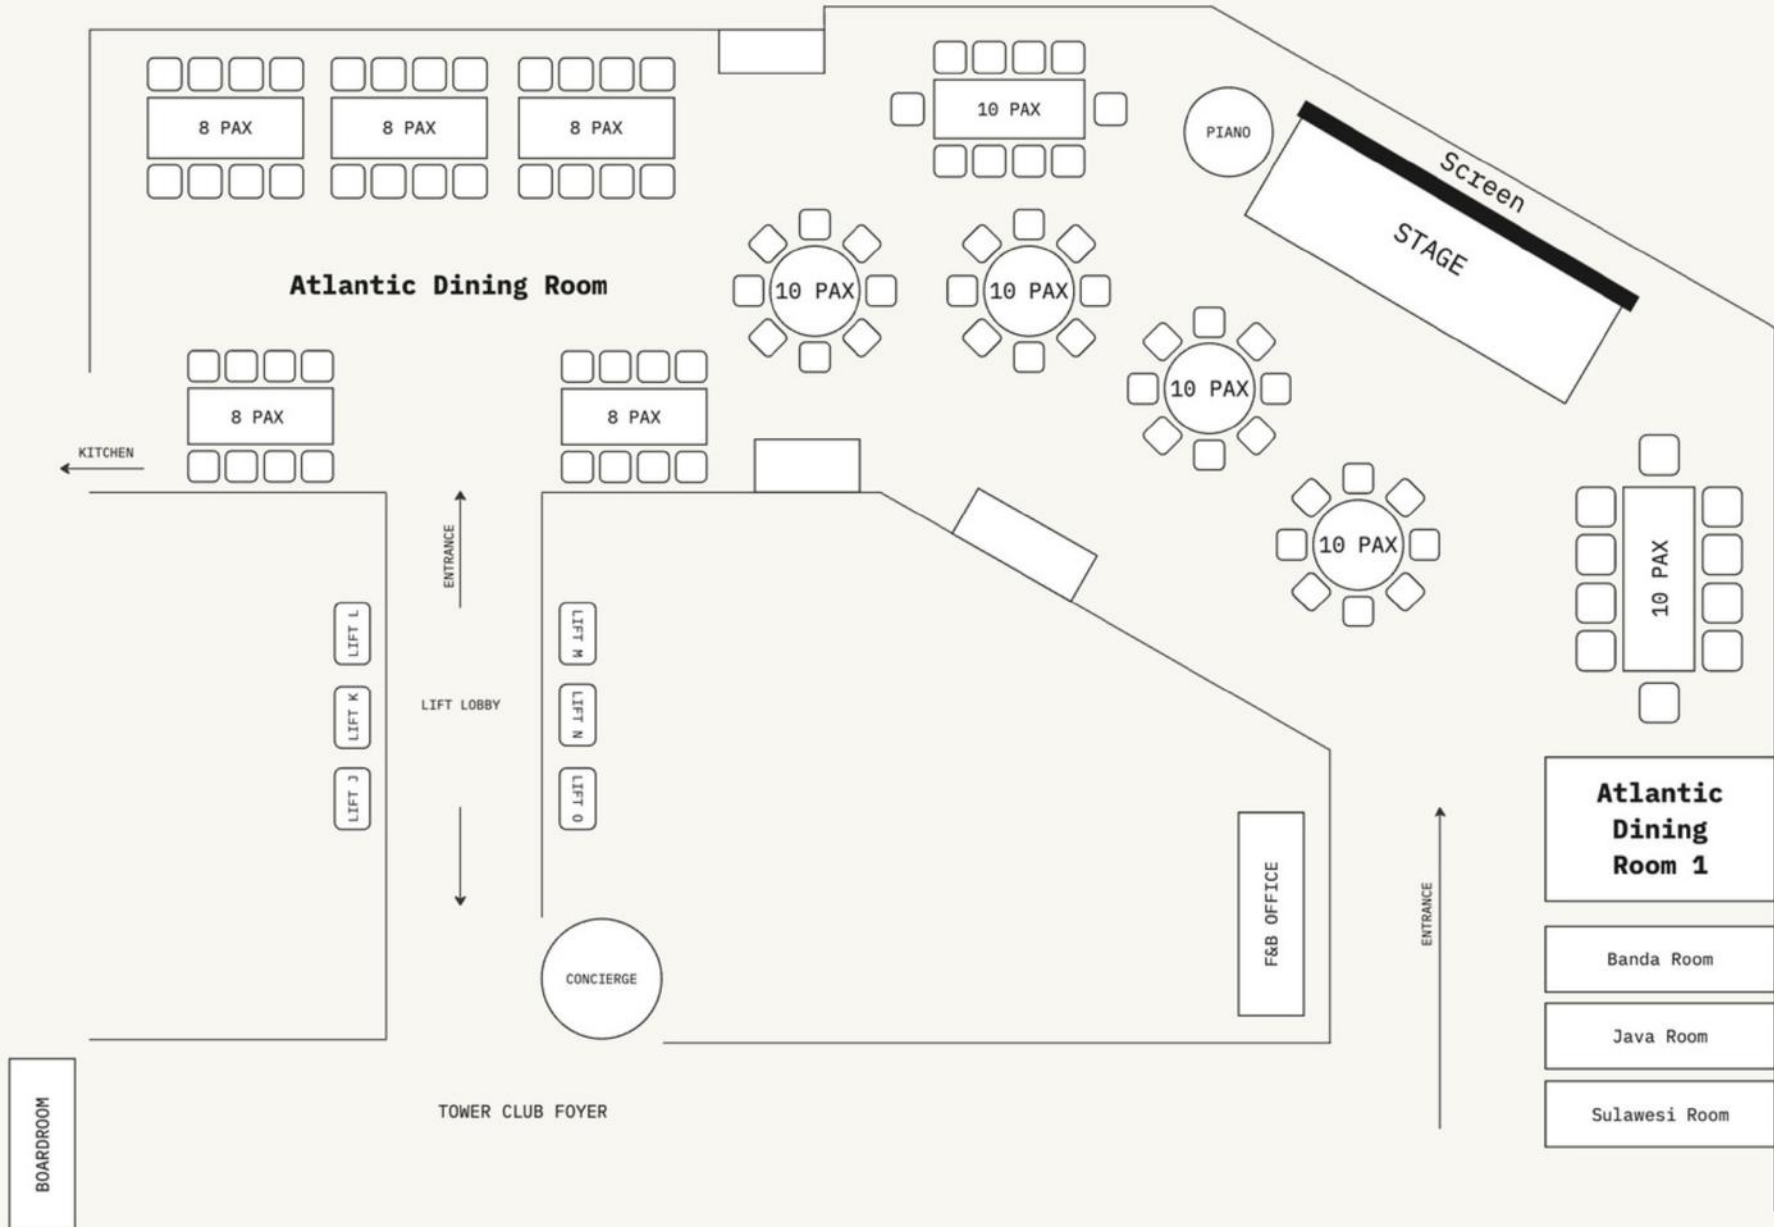 8 PAX
8 PAX
8 PAX
10 PAX
PIANO
Screen
STAGE
Atlantic Dining Room
10 PAX
10 PAX
10 PAX
8 PAX
8 PAX
KITCHEN
10 PAX
10 PAX
ENTRANCE
LIFT L
LIFT M
LIFT K
LIFT LOBBY
LIFT N
LIFT J
LIFT O
Atlantic
Dining
Room 1
F&B OFFICE
ENTRANCE
CONCIERGE
Banda Room
Java Room
Sulawesi Room
TOWER CLUB FOYER
BOARDROOM